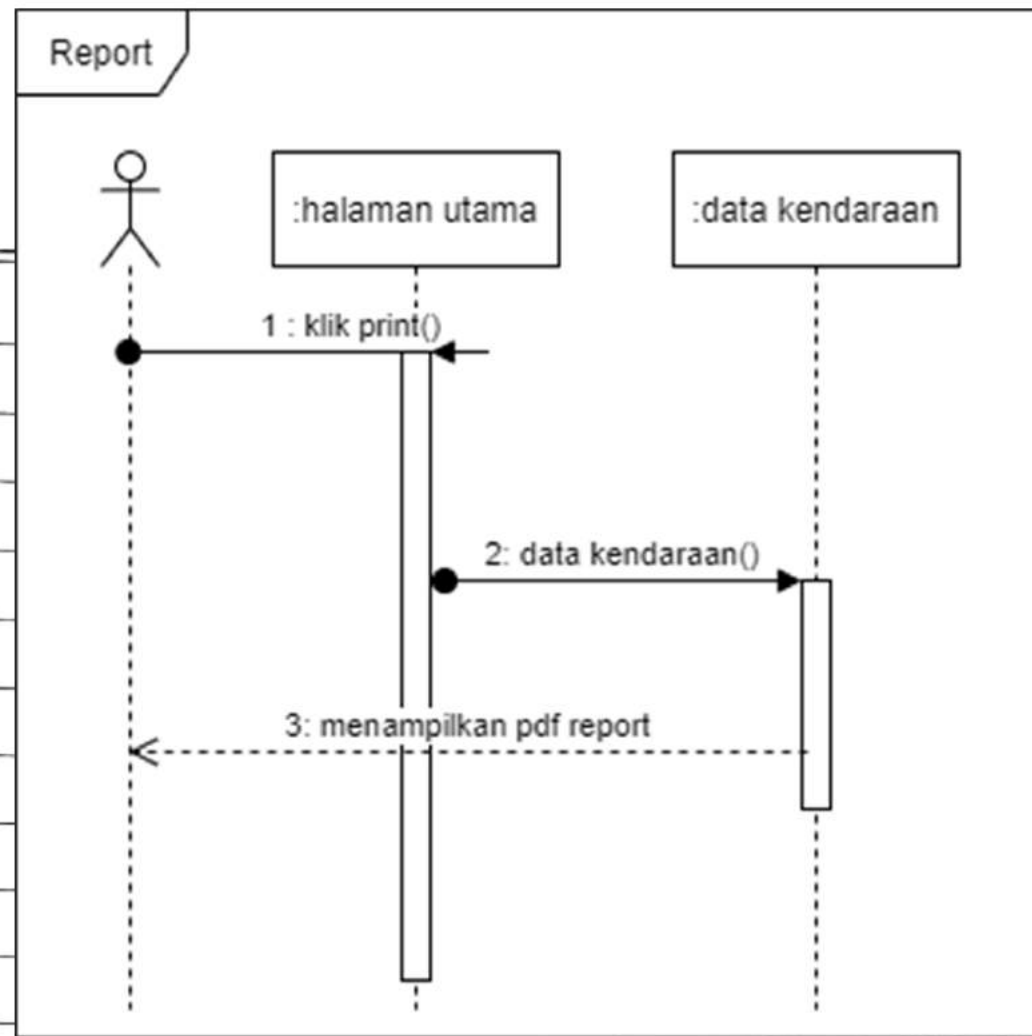 Report
:halaman utama
:data kendaraan
1 : klik print()
2: data kendaraan()
3: menampilkan pdf report